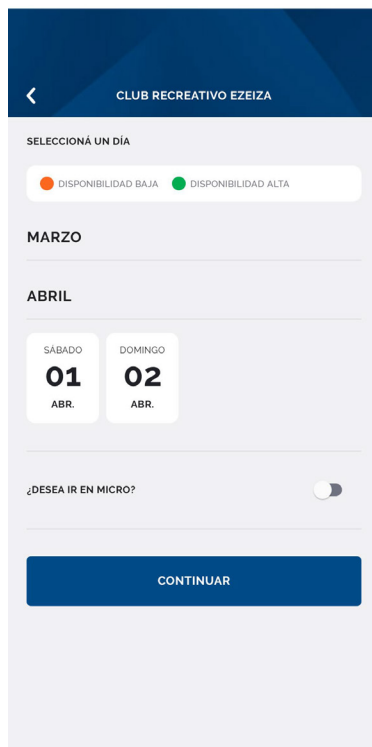 CLUB RECREATIVO EZEIZA
SELECCIONÁ UN DÍA
DISPONIBILIDAD BAJA DISPONIBILIDAD ALTA
MARZO
ABRIL
SÁBADO DOMINGO
01 02
ABR. ABR.
¿DESEA IR EN MICRO?
CONTINUAR